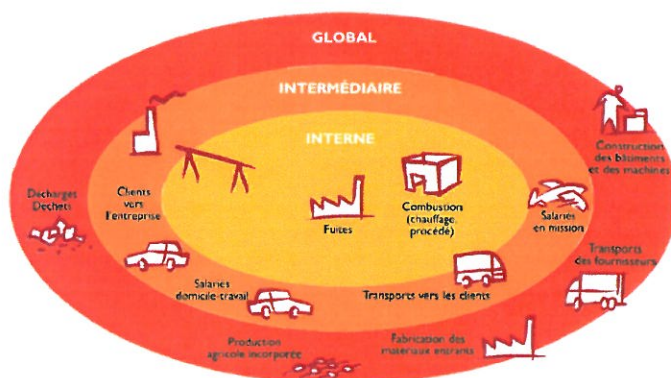 GLOBAL
INTERMÉDIAIRE
INTERNE
Construction
des bâtiments
et des machines
Décharges
Déchets
Clients
vers
l'entreprise
Fuites
Combustion
(chauffage,
procédé)
Salariés
en mission
Salariés
domicile-travail
Transports vers les clients
Transports
des fournisseurs
Production
agricole incorporée
Fabrication des
matériaux entrants